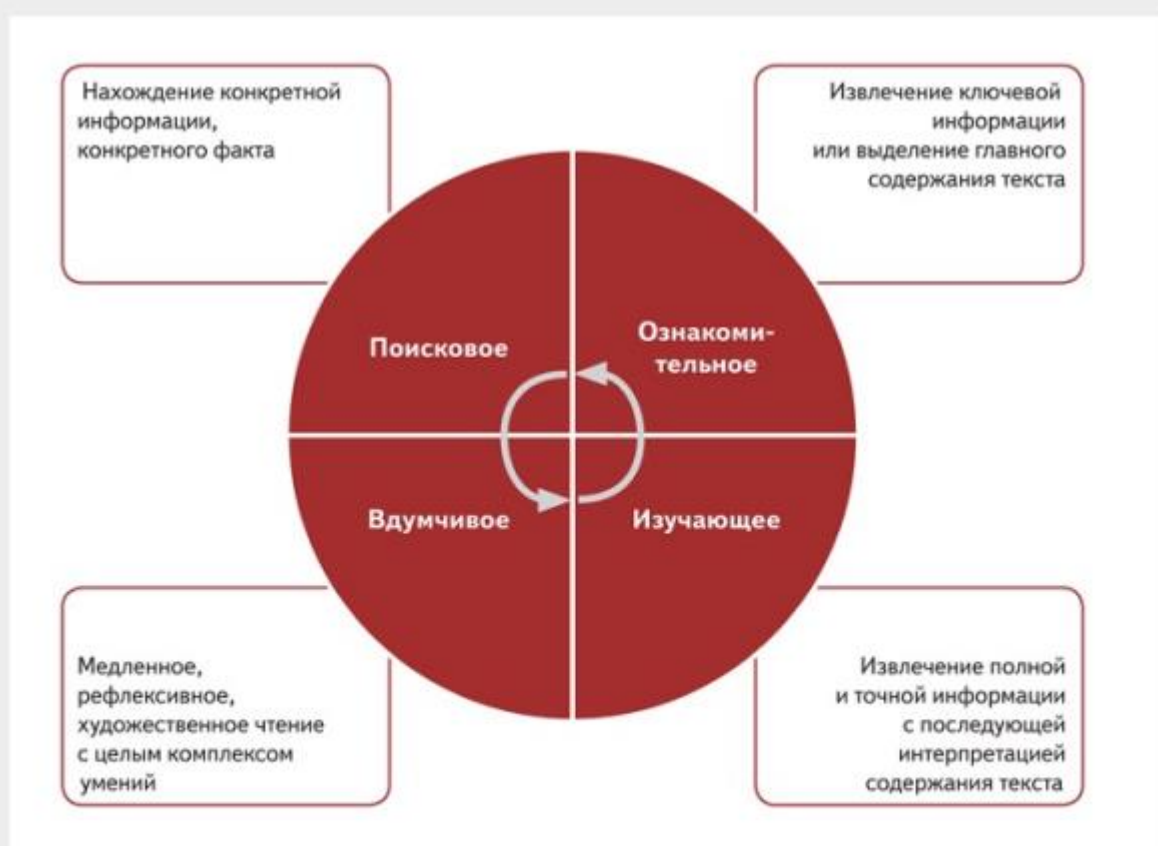 Нахождение конкретной
информации,
конкретного факта
Извлечение ключевой
информации
или выделение главного
содержания текста
Поисковое
Ознакоми-
тельное
Вдумчивое
Изучающее
Медленное,
рефлексивное,
художественное чтение
с целым комплексом
умений
Извлечение полной
и точной информации
с последующей
интерпретацией
содержания текста